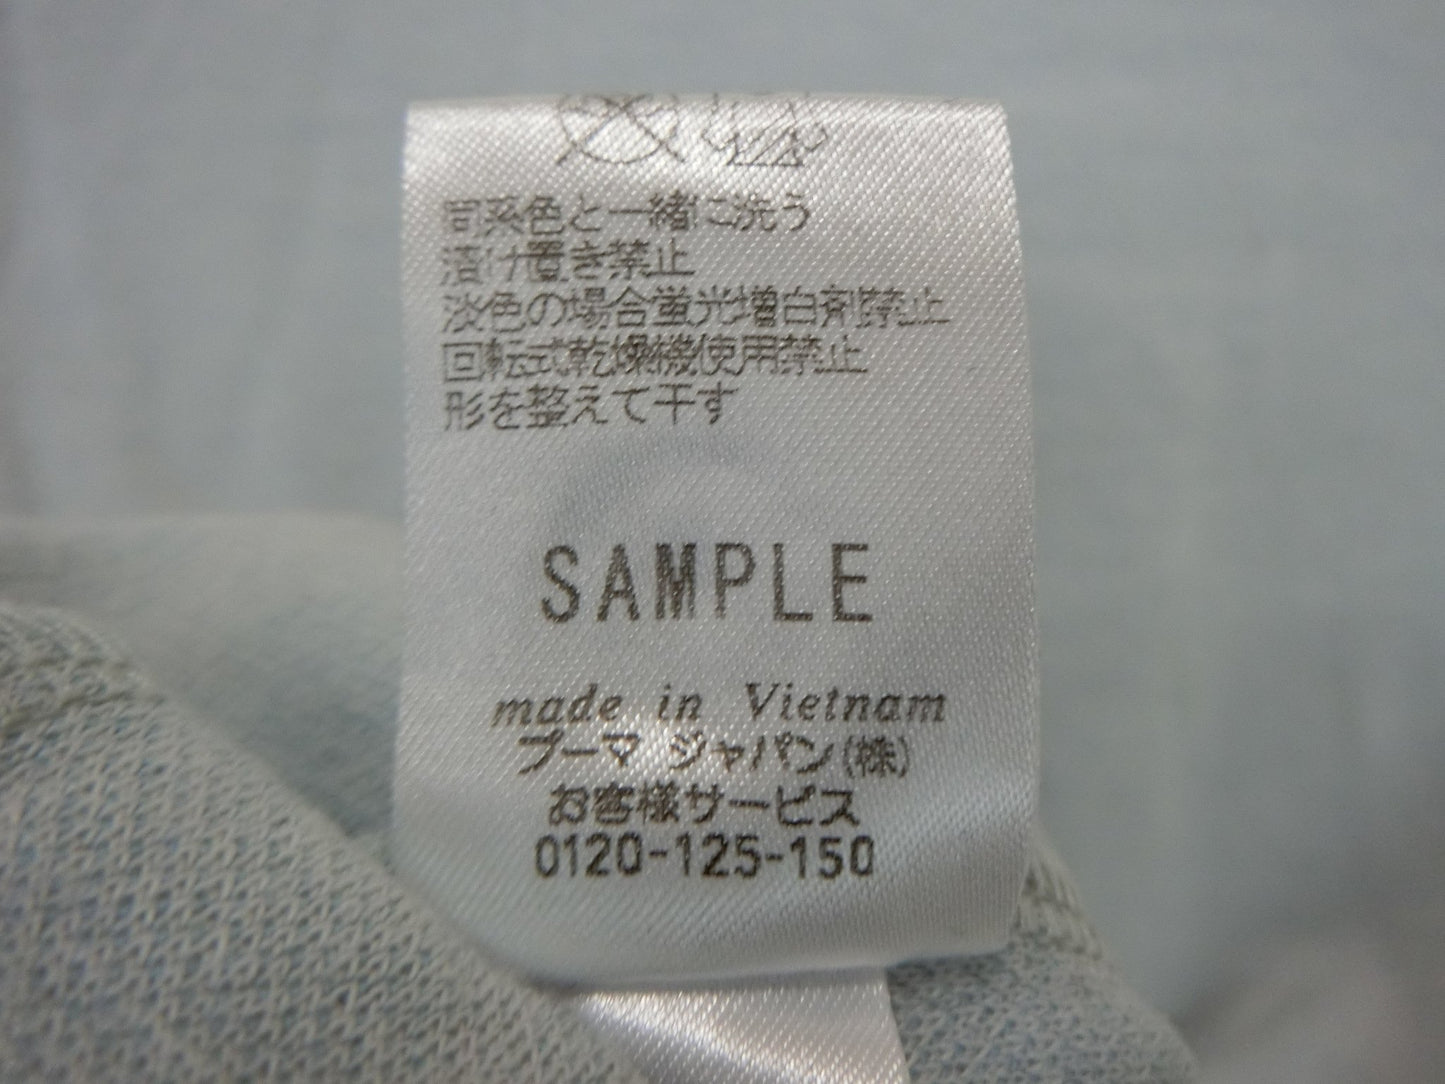 同系色と一緒に洗う
漬け置き禁止
淡色の場合蛍光増白剤禁止
回転式乾燥機使用禁止
形を整えて干す
SAMPLE
made in Vietnam
プーマ ジャパン(株)
お客様サービス
0120-125-150